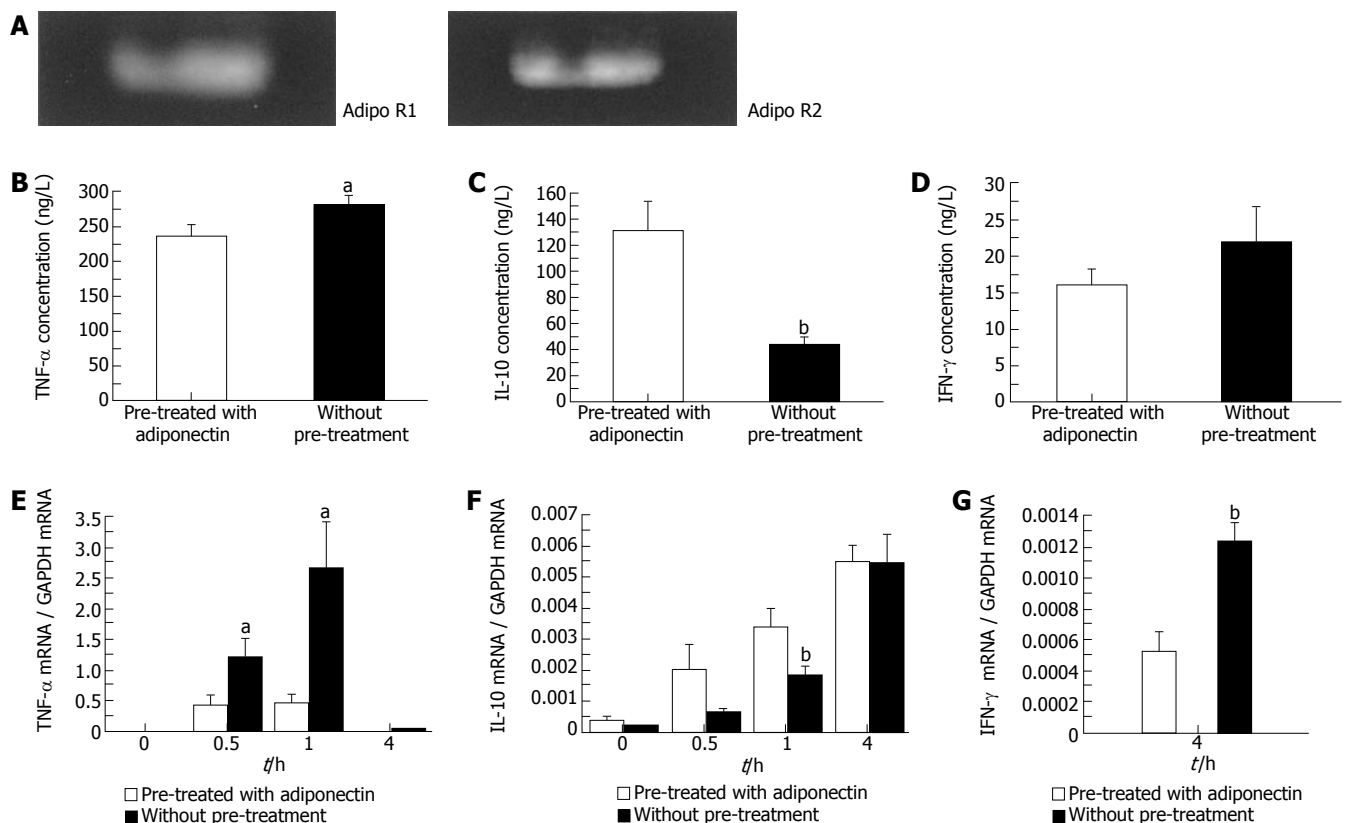 A
Adipo R1
Adipo R2
B
TNF-α concentration (ng/L)
300
250
200
150
300
250
100
50
0
a
Pre-treated with
adiponectin
Without
pre-treatment
C
IL-10 concentration (ng/L)
160
140
130
100
80
60
40
20
0
b
Pre-treated with
adiponectin
Without
pre-treatment
D
IFN-γ concentration (ng/L)
30
25
20
15
10
5
0
Pre-treated with
adiponectin
Without
pre-treatment
E
TNF-α mRNA / GAPDH mRNA
3.5
3.0
2.5
2.0
1.5
1.0
0.5
0
a
a
0
0.5
1
4
t/h
Pre-treated with adiponectin
Without pre-treatment
F
IL-10 mRNA / GAPDH mRNA
0.007
0.006
0.005
0.004
0.003
0.002
0.001
0
b
0
0.5
1
4
t/h
Pre-treated with adiponectin
Without pre-treatment
G
IFN-γ mRNA / GAPDH mRNA
0.0014
0.0012
0.0010
0.0008
0.0006
0.0004
0.0002
0
b
4
t/h
Pre-treated with adiponectin
Without pre-treatment